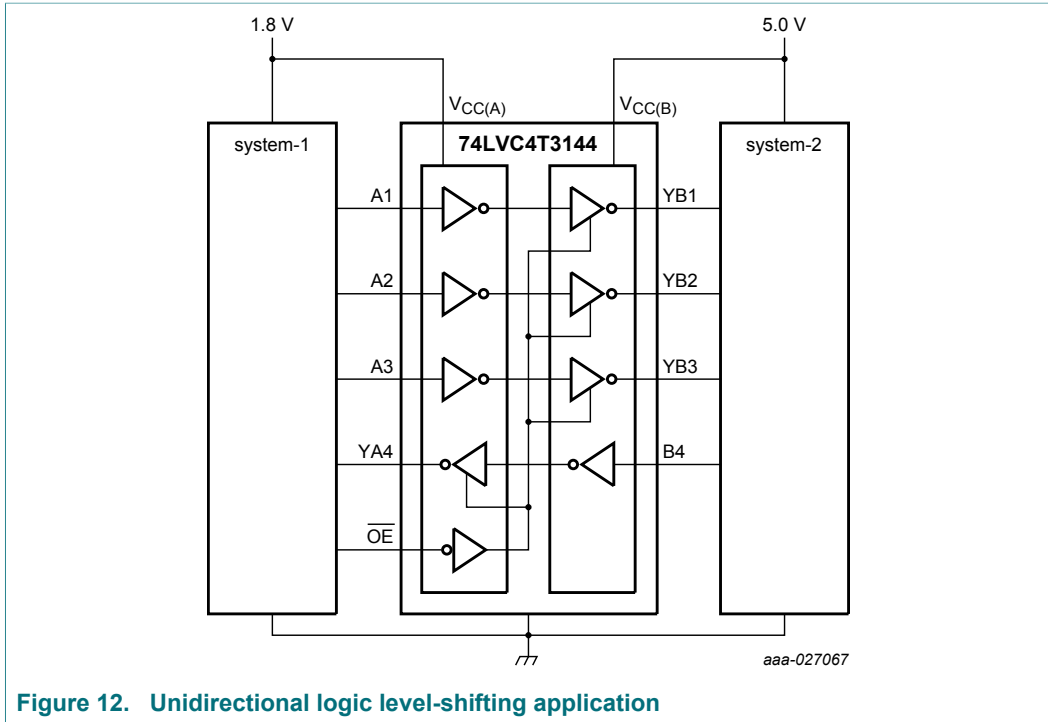 1.8 V
5.0 V
VCC(A)
VCC(B)
system-1
74LVC4T3144
system-2
A1
YB1
A2
YB2
A3
YB3
YA4
B4
O̅E̅
aaa-027067
Figure 12. Unidirectional logic level-shifting application